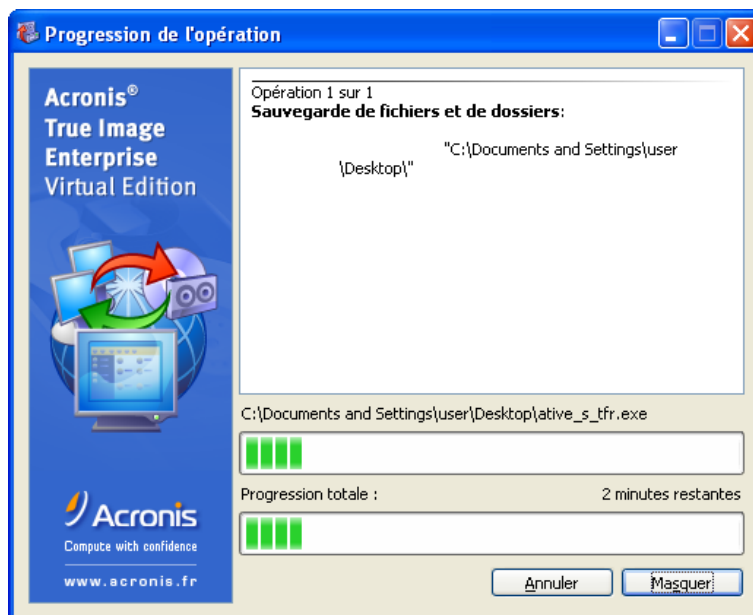 Progression de l'opération
Acronis®
True Image
Enterprise
Virtual Edition
Acronis
Compute with confidence
www.acronis.fr
Opération 1 sur 1
Sauvegarde de fichiers et de dossiers:
"C:\Documents and Settings\user
\Desktop\"
C:\Documents and Settings\user\Desktop\ative_s_tfr.exe
Progression totale : 2 minutes restantes
Annuler Masquer